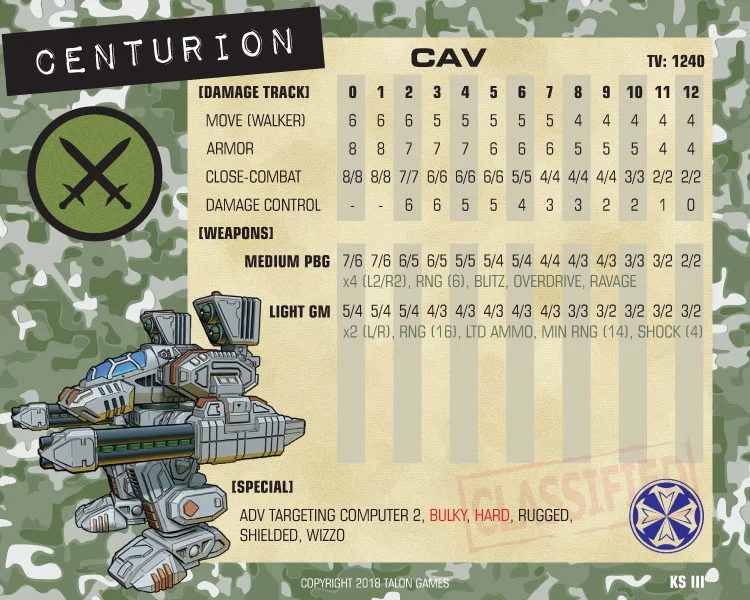 CENTURION
CAV
TV: 1240
[DAMAGE TRACK] 0 1 2 3 4 5 6 7 8 9 10 11 12
MOVE (WALKER) 6 6 6 5 5 5 5 5 4 4 4 4 4
ARMOR 8 8 7 7 7 6 6 6 5 5 5 4 4
CLOSE-COMBAT 8/8 8/8 7/7 6/6 6/6 6/6 5/5 4/4 4/4 4/4 3/3 2/2 2/2
DAMAGE CONTROL - - 6 6 5 5 4 3 3 2 2 1 0
[WEAPONS]
MEDIUM PBG 7/6 7/6 6/5 6/5 5/5 5/4 5/4 4/4 4/3 4/3 3/3 3/2 2/2
x4 (L2/R2), RNG (6), BLITZ, OVERDRIVE, RAVAGE
LIGHT GM 5/4 5/4 5/4 4/3 4/3 4/3 4/3 4/3 3/3 3/2 3/2 3/2 3/2
x2 (L/R), RNG (16), LTD AMMO, MIN RNG (14), SHOCK (4)
CLASSIFIED
[SPECIAL]
ADV TARGETING COMPUTER 2, BULKY, HARD, RUGGED,
SHIELDED, WIZZO
COPYRIGHT 2018 TALON GAMES
KS III